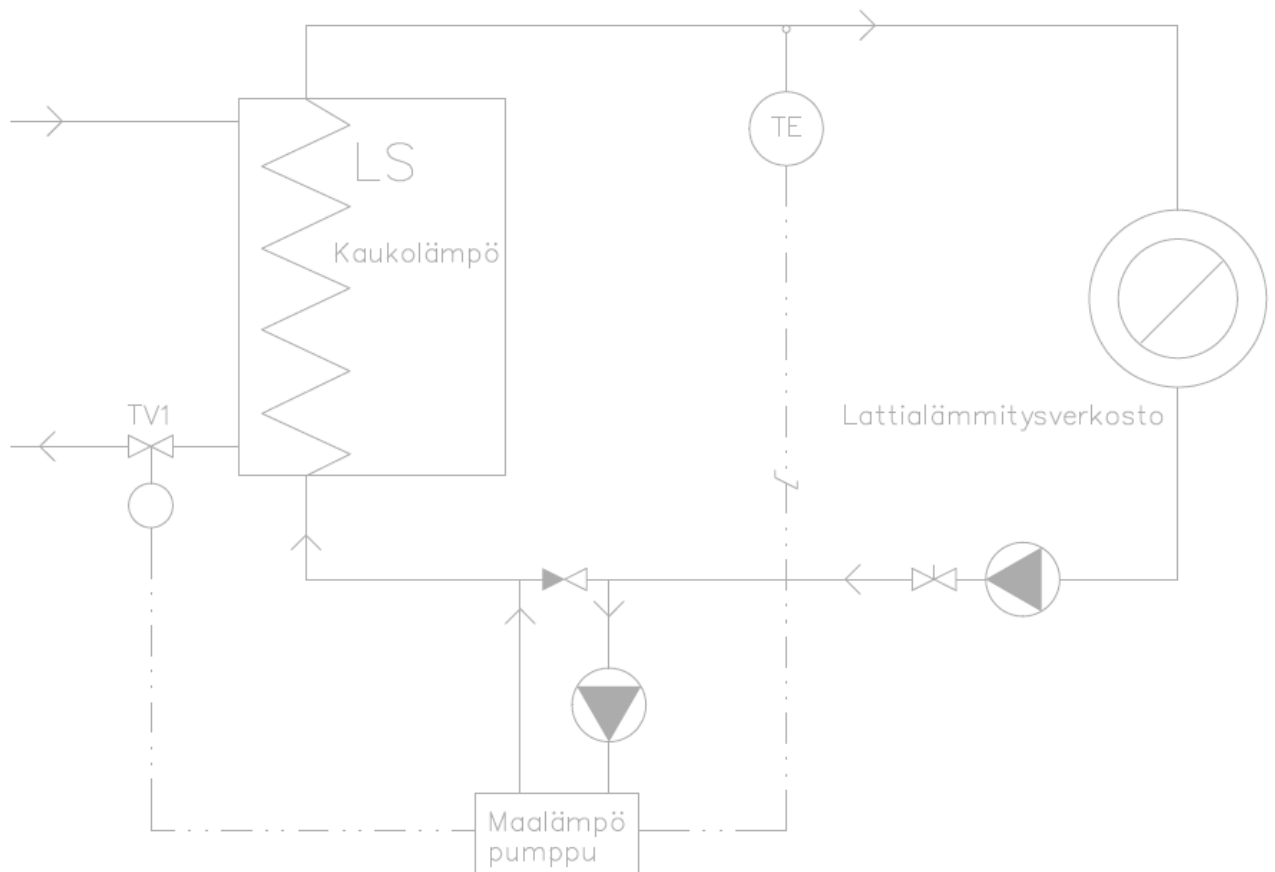 TE
LS
Kaukolämpö
TV1
Lattialämmitysverkosto
Maalämpö
pumppu